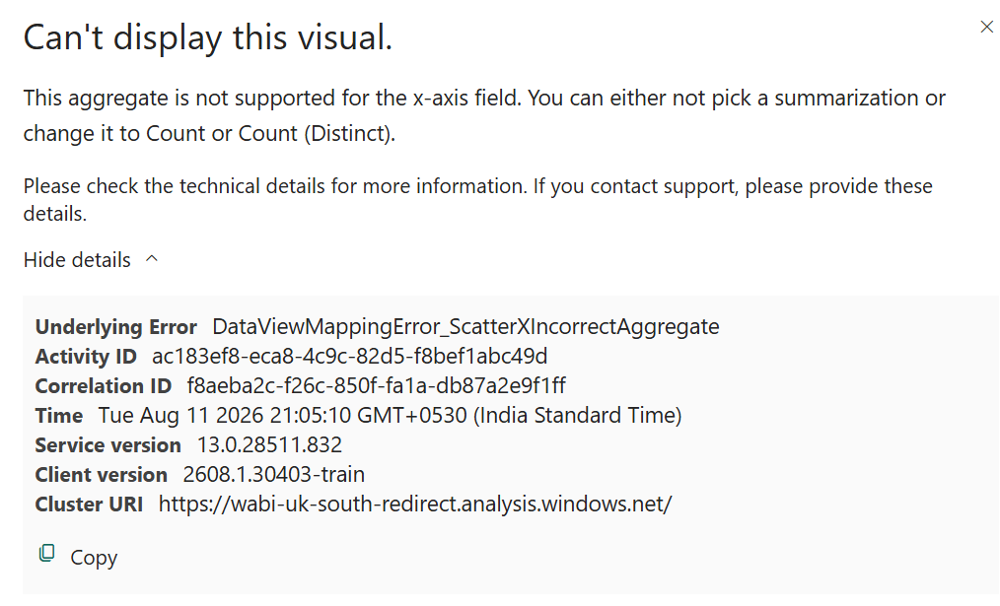 Can't display this visual.
This aggregate is not supported for the x-axis field. You can either not pick a summarization or
change it to Count or Count (Distinct).
Please check the technical details for more information. If you contact support, please provide these
details.
Hide details
Underlying Error DataViewMappingError_ScatterXIncorrectAggregate
Activity ID ac183ef8-eca8-4c9c-82d5-f8bef1abc49d
Correlation ID f8aeba2c-f26c-850f-fa1a-db87a2e9f1ff
Time Tue Aug 11 2026 21:05:10 GMT+0530 (India Standard Time)
Service version 13.0.28511.832
Client version 2608.1.30403-train
Cluster URI https://wabi-uk-south-redirect.analysis.windows.net/
Copy